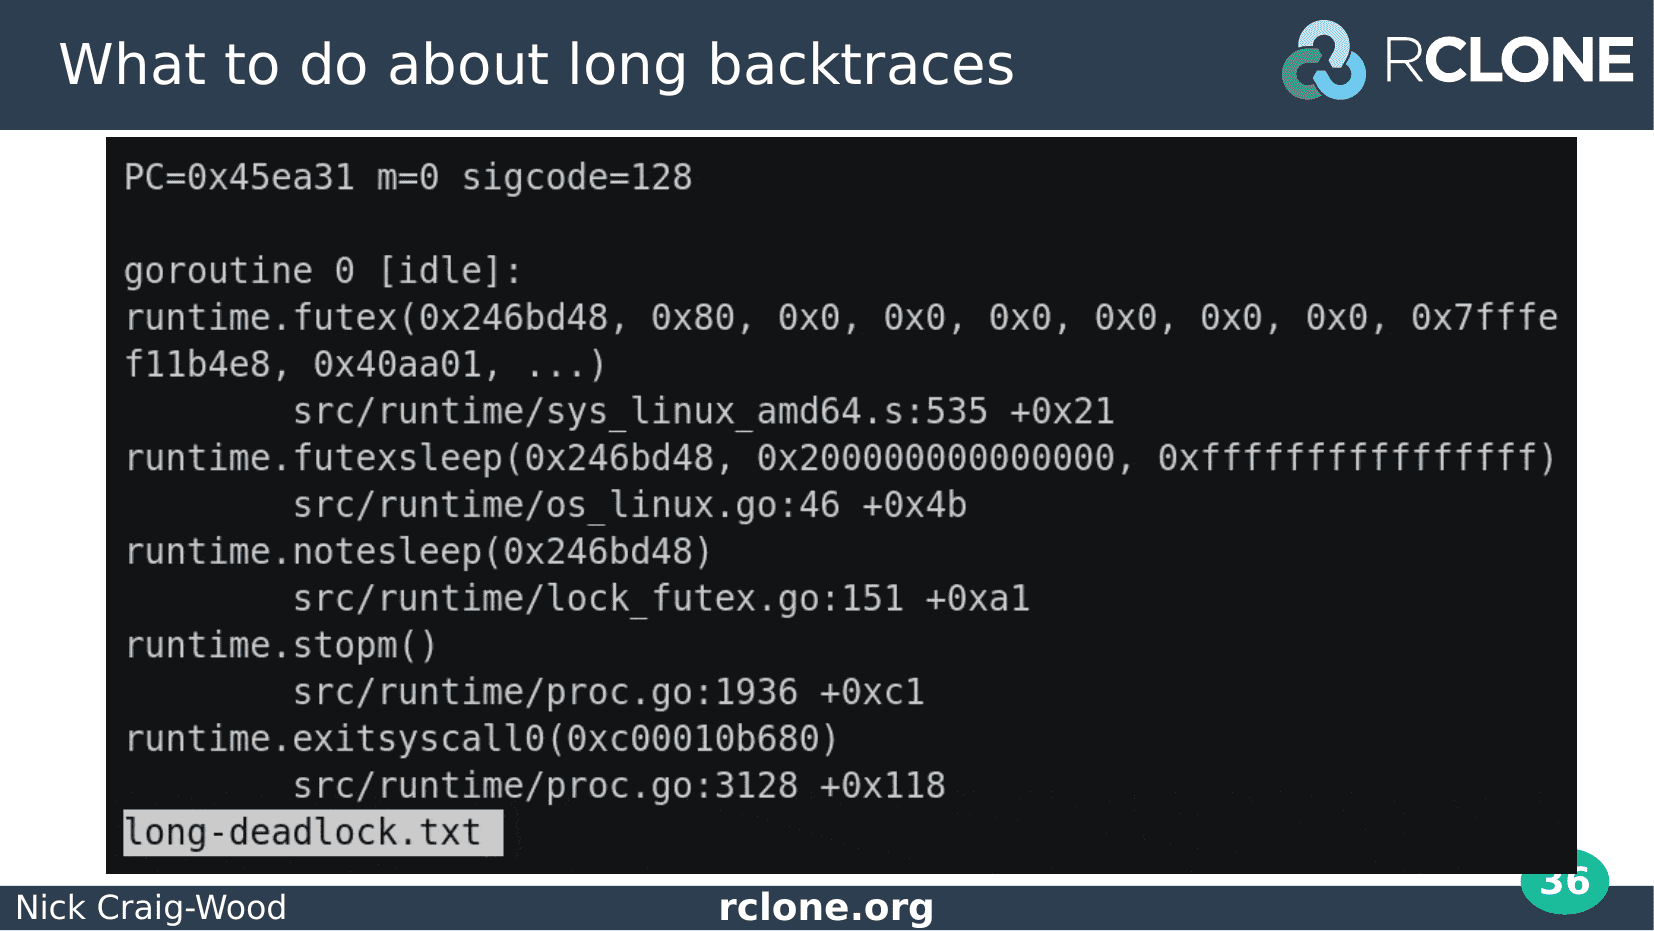 What to do about long backtraces
RCLONE
PC=0x45ea31 m=0 sigcode=128
goroutine 0 [idle]:
runtime.futex(0x246bd48, 0x80, 0x0, 0x0, 0x0, 0x0, 0x0, 0x0, 0x7fffe
f11b4e8, 0x40aa01, ...)
src/runtime/sys_linux_amd64.s:535 +0x21
runtime.futexsleep(0x246bd48, 0x200000000000000, 0xffffffffffffffff)
src/runtime/os_linux.go:46 +0x4b
runtime.notesleep(0x246bd48)
src/runtime/lock_futex.go:151 +0xa1
runtime.stopm()
src/runtime/proc.go:1936 +0xc1
runtime.exitsyscall0(0xc00010b680)
src/runtime/proc.go:3128 +0x118
long-deadlock.txt
36
Nick Craig-Wood
rclone.org